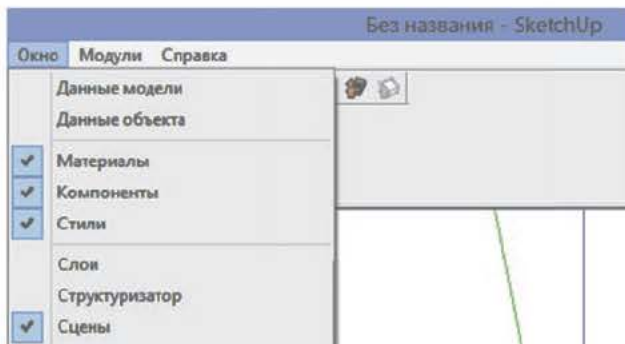 Без названия - SketchUp
Окно Модули Справка
Данные модели
Данные объекта
Материалы
Компоненты
Стили
Слои
Структуризатор
Сцены